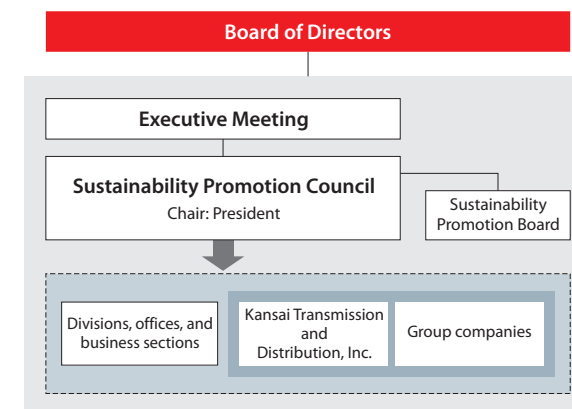 Board of Directors
Executive Meeting
Sustainability Promotion Council
Chair: President
Sustainability
Promotion Board
Divisions, offices, and
business sections
Kansai Transmission
and
Distribution, Inc.
Group companies